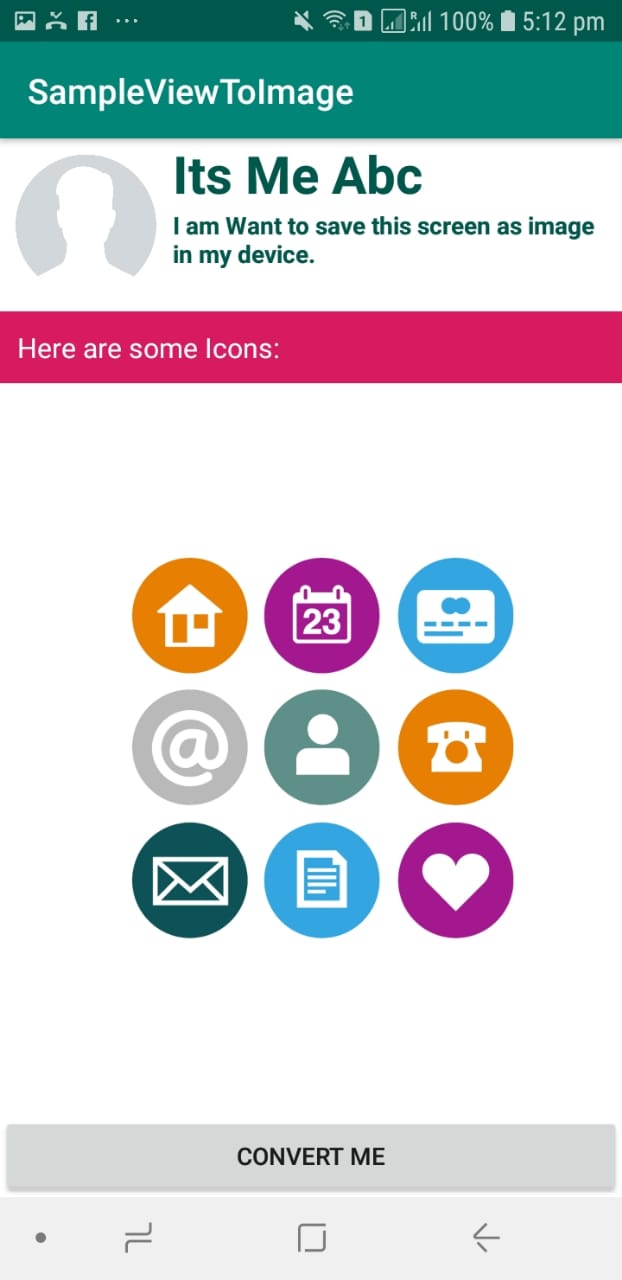 1 R 100% 5:12 pm
SampleViewToImage
Its Me Abc
I am Want to save this screen as image
in my device.
Here are some Icons:
23
@
CONVERT ME